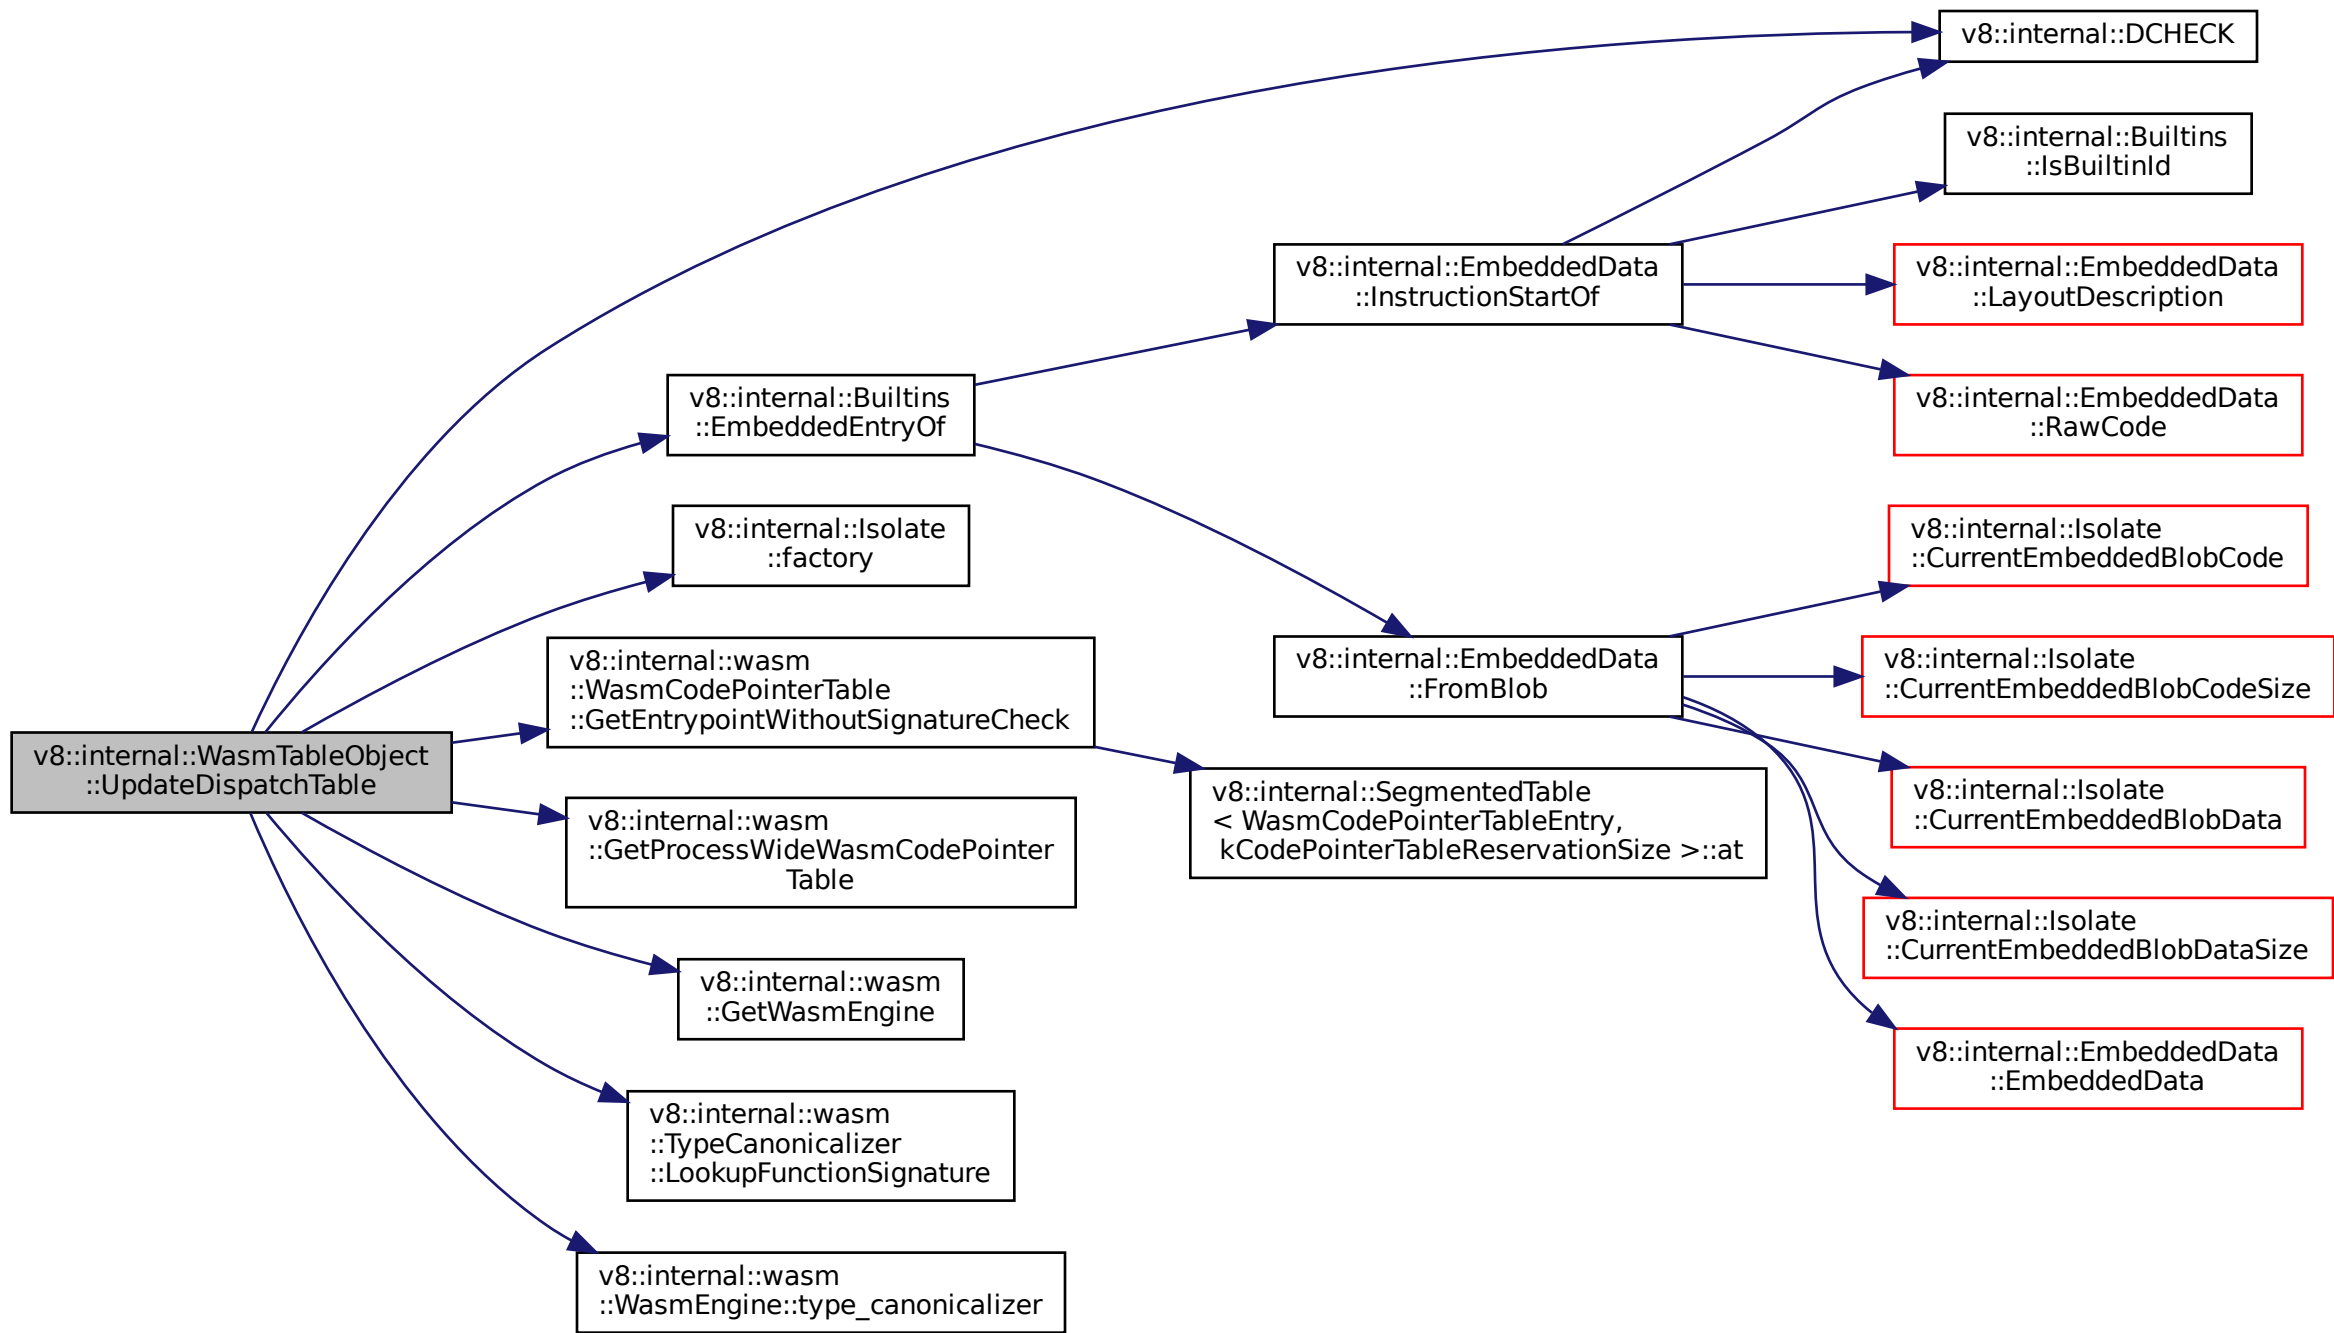 v8::internal::WasmTableObject
::UpdateDispatchTable
v8::internal::DCHECK
v8::internal::Builtins
::EmbeddedEntryOf
v8::internal::EmbeddedData
::InstructionStartOf
v8::internal::Builtins
::IsBuiltinId
v8::internal::EmbeddedData
::LayoutDescription
v8::internal::EmbeddedData
::RawCode
v8::internal::EmbeddedData
::FromBlob
v8::internal::Isolate
::CurrentEmbeddedBlobCode
v8::internal::Isolate
::CurrentEmbeddedBlobCodeSize
v8::internal::Isolate
::CurrentEmbeddedBlobData
v8::internal::Isolate
::CurrentEmbeddedBlobDataSize
v8::internal::EmbeddedData
::EmbeddedData
v8::internal::Isolate
::factory
v8::internal::wasm
::WasmCodePointerTable
::GetEntrypointWithoutSignatureCheck
v8::internal::SegmentedTable
< WasmCodePointerTableEntry,
kCodePointerTableReservationSize >::at
v8::internal::wasm
::GetProcessWideWasmCodePointer
Table
v8::internal::wasm
::GetWasmEngine
v8::internal::wasm
::TypeCanonicalizer
::LookupFunctionSignature
v8::internal::wasm
::WasmEngine::type_canonicalizer